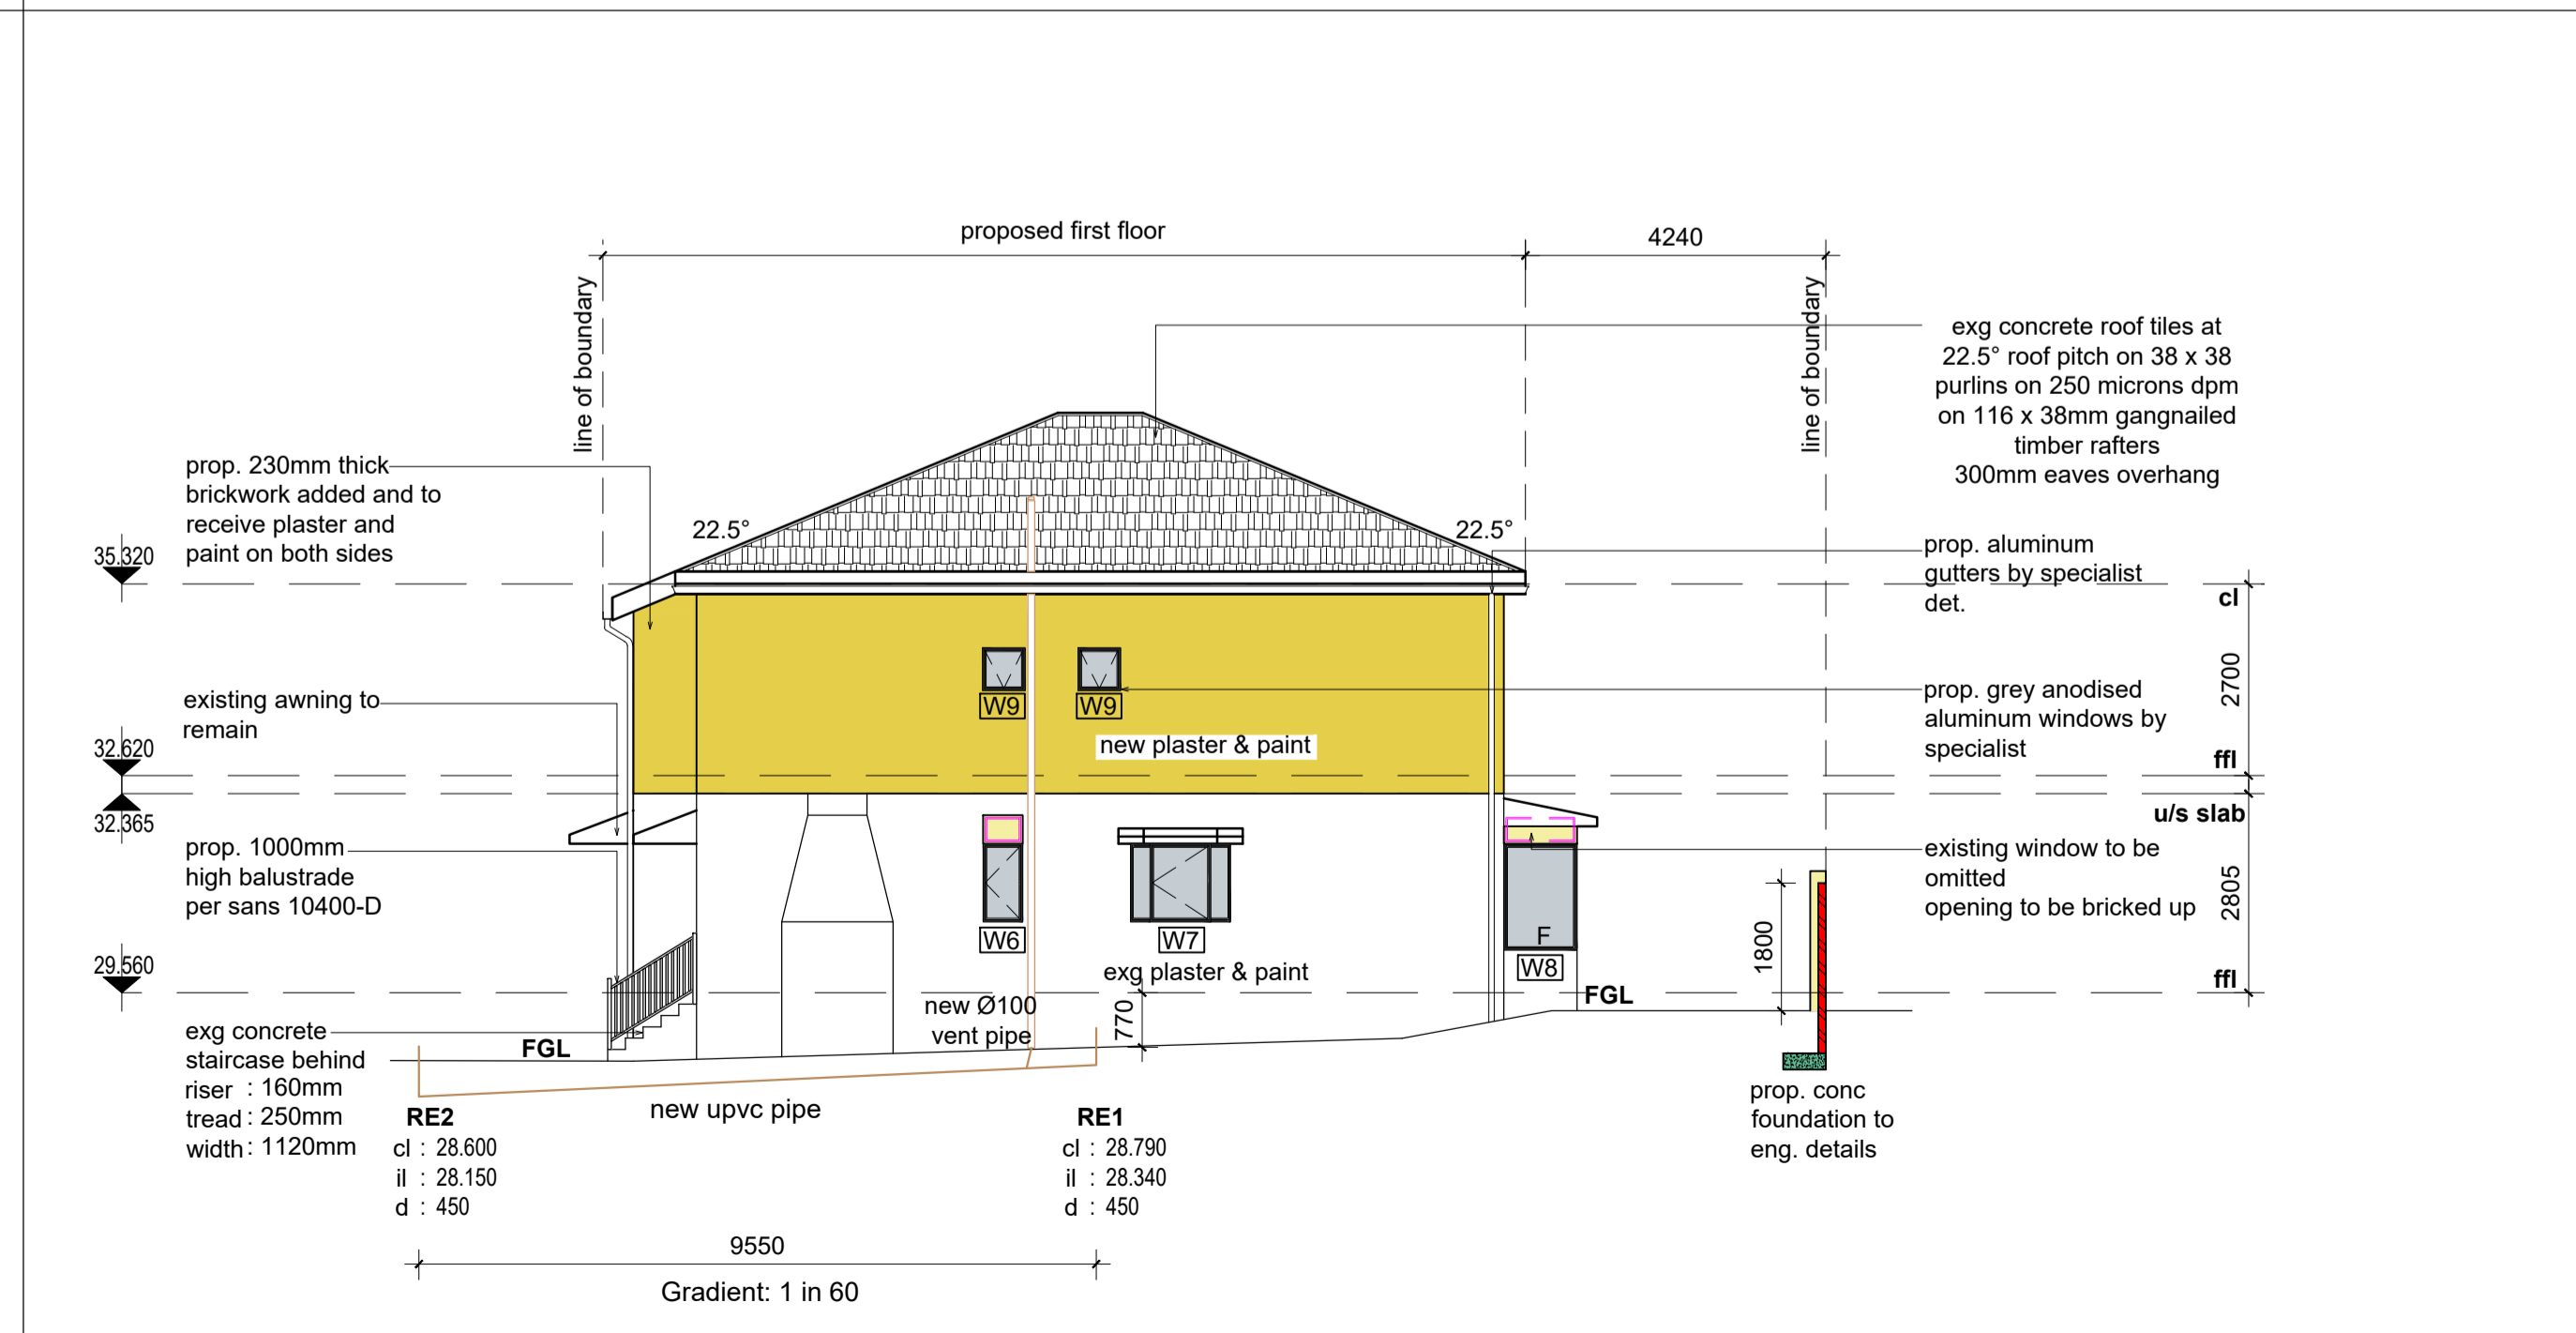 proposed first floor
4240
line of boundary
line of boundary
exg concrete roof tiles at
22.5° roof pitch on 38 x 38
purlins on 250 microns dpm
on 116 x 38mm gangnailed
timber rafters
300mm eaves overhang
prop. 230mm thick
brickwork added and to
receive plaster and
paint on both sides
22.5°
22.5°
35.320
prop. aluminum
gutters by specialist
det.
cl
2700
existing awning to
remain
W9
W9
prop. grey anodised
aluminum windows by
specialist
new plaster & paint
32.620
ffl
32.365
u/s slab
prop. 1000mm
high balustrade
per sans 10400-D
existing window to be
omitted
opening to be bricked up
2805
1800
W6
W7
F
W8
exg plaster & paint
29.560
ffl
FGL
new Ø100
vent pipe
770
exg concrete
staircase behind
riser : 160mm
tread : 250mm
width : 1120mm
FGL
new upvc pipe
RE2
cl : 28.600
il : 28.150
d : 450
RE1
cl : 28.790
il : 28.340
d : 450
prop. conc
foundation to
eng. details
9550
Gradient: 1 in 60